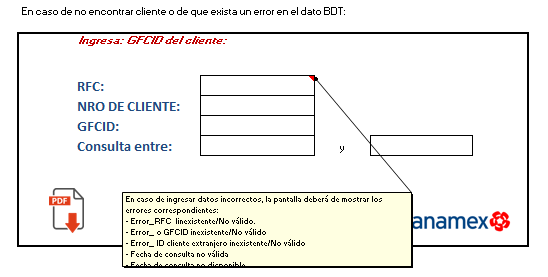 En caso de no encontrar cliente o de que exista un error en el dato BDT:
Ingresa: GFCID del cliente:
RFC:
NRO DE CLIENTE:
GFCID:
Consulta entre:
y
PDF
En caso de ingresar datos incorrectos, la pantalla deberá de mostrar los
errores correspondientes:
- Error_RFC Inexistente/No válido.
- Error_ o GFCID inexistente/No válido
- Error_ ID cliente extranjero inexistente/No válido
- Fecha de consulta no válida
- Fecha de consulta no disponible
anamex